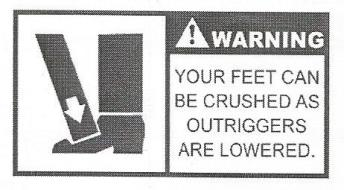 WARNING
YOUR FEET CAN
BE CRUSHED AS
OUTRIGGERS
ARE LOWERED.